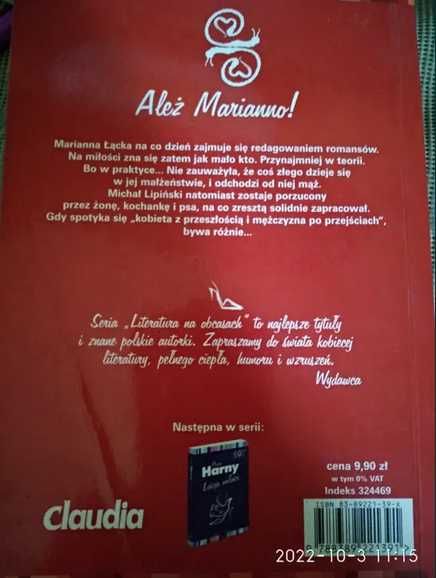 Ależ Marianno!
Marianna Łącka na co dzień zajmuje się redagowaniem romansów.
Na miłości zna się zatem jak mało kto. Przynajmniej w teorii.
Bo w praktyce... Nie zauważyła, że coś złego dzieje się
w jej małżeństwie, i odchodzi od niej mąż.
Michał Lipiński natomiast zostaje porzucony
przez żonę, kochankę i psa, na co zresztą solidnie zapracował.
Gdy spotyka się „kobieta z przeszłością i mężczyzna po przejściach",
bywa różnie...
Seria „Literatura na obcasach" to najlepsze tytuły
i znane polskie autorki. Zapraszamy do świata kobiecej
literatury, pełnego ciepła, humoru i wzruszeń.
Wydawca
Następna w serii:
Harny
cena 9,90 zł
w tym 0% VAT
Indeks 324469
ISBN 83-89221-39-X
Claudia
2022-10-3 11:15